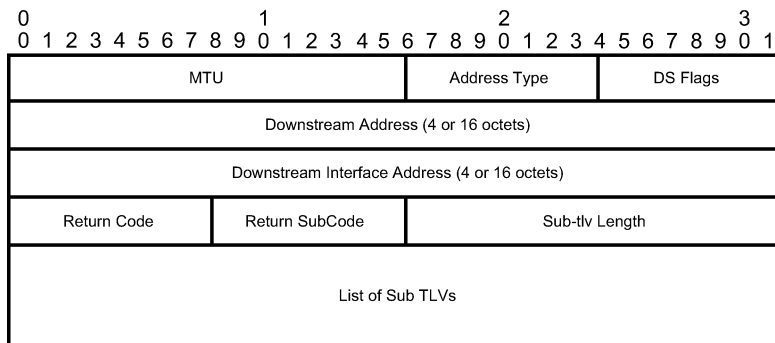 0 1 2 3
0 1 2 3 4 5 6 7 8 9 0 1 2 3 4 5 6 7 8 9 0 1 2 3 4 5 6 7 8 9 0 1
MTU Address Type DS Flags
Downstream Address (4 or 16 octets)
Downstream Interface Address (4 or 16 octets)
Return Code Return SubCode Sub-tlv Length
List of Sub TLVs